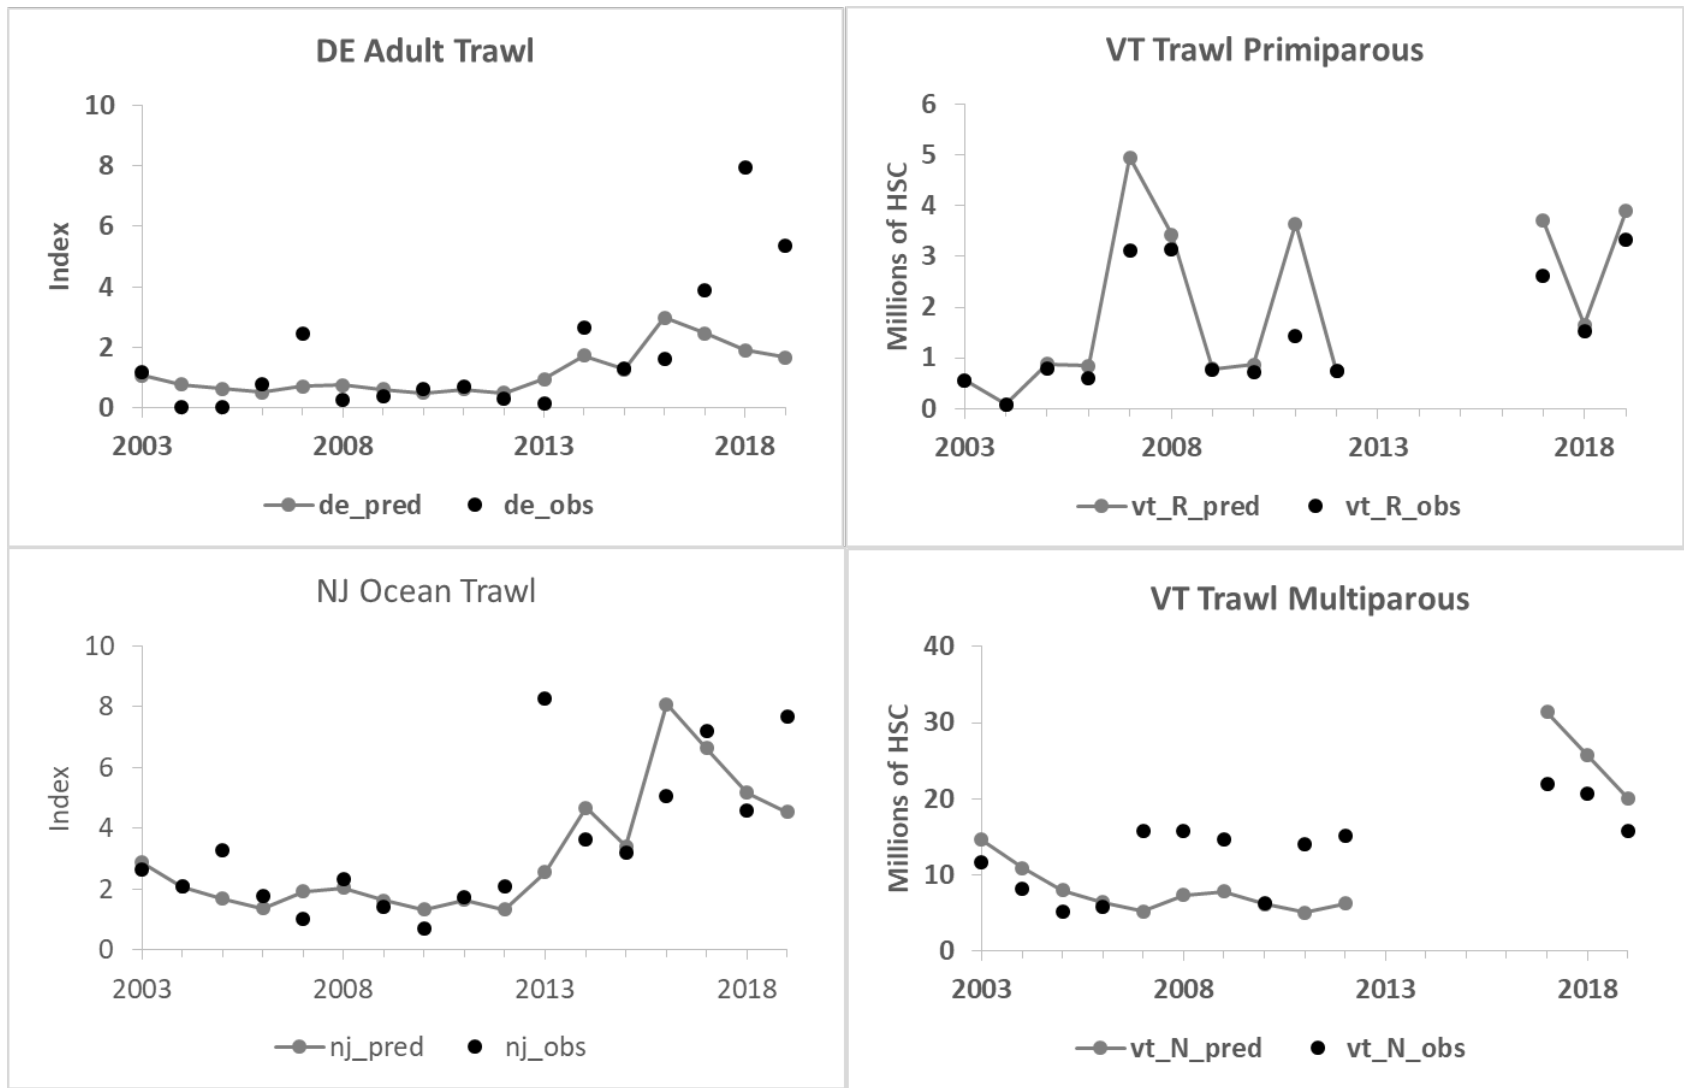 DE Adult Trawl
10
8
6
4
2
0
Index
2003 2008 2013 2018
de_pred de_obs
VT Trawl Primiparous
6
5
4
3
2
1
0
Millions of HSC
2003 2008 2013 2018
vt_R_pred vt_R_obs
NJ Ocean Trawl
10
8
6
4
2
0
Index
2003 2008 2013 2018
nj_pred nj_obs
VT Trawl Multiparous
40
30
20
10
0
Millions of HSC
2003 2008 2013 2018
vt_N_pred vt_N_obs